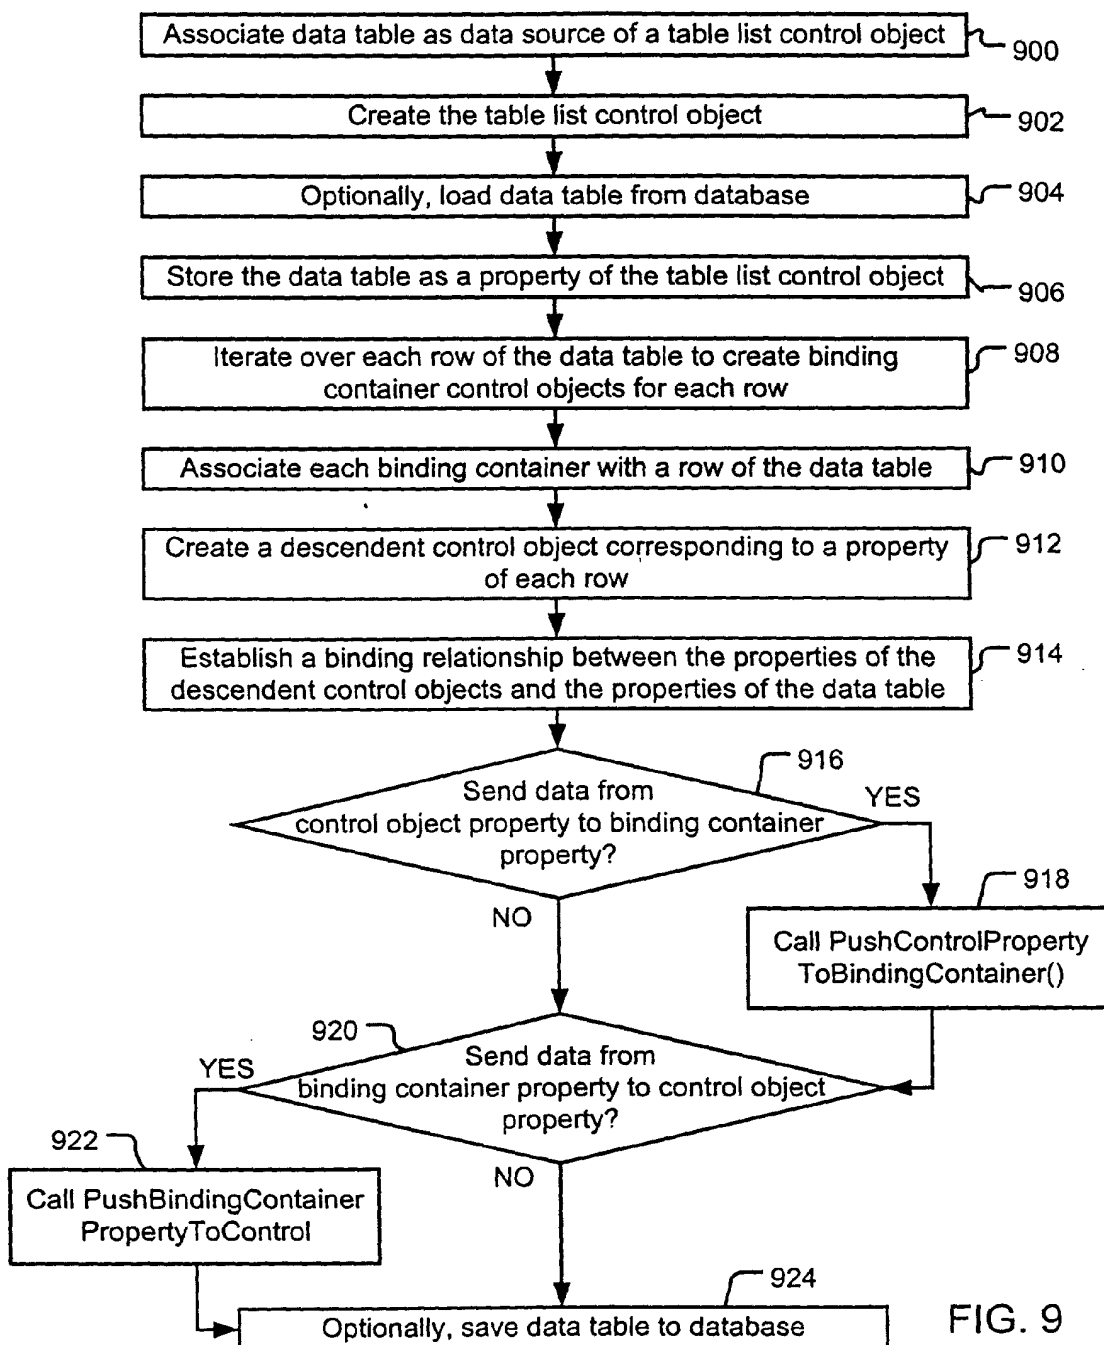 Associate data table as data source of a table list control object
900
Create the table list control object
902
Optionally, load data table from database
904
Store the data table as a property of the table list control object
906
Iterate over each row of the data table to create binding
container control objects for each row
908
Associate each binding container with a row of the data table
910
Create a descendent control object corresponding to a property
of each row
912
Establish a binding relationship between the properties of the
descendent control objects and the properties of the data table
914
916
Send data from
control object property to binding container
property?
YES
NO
918
Call PushControlProperty
ToBindingContainer()
920
Send data from
binding container property to control object
property?
YES
NO
922
Call PushBindingContainer
PropertyToControl
924
Optionally, save data table to database
FIG. 9